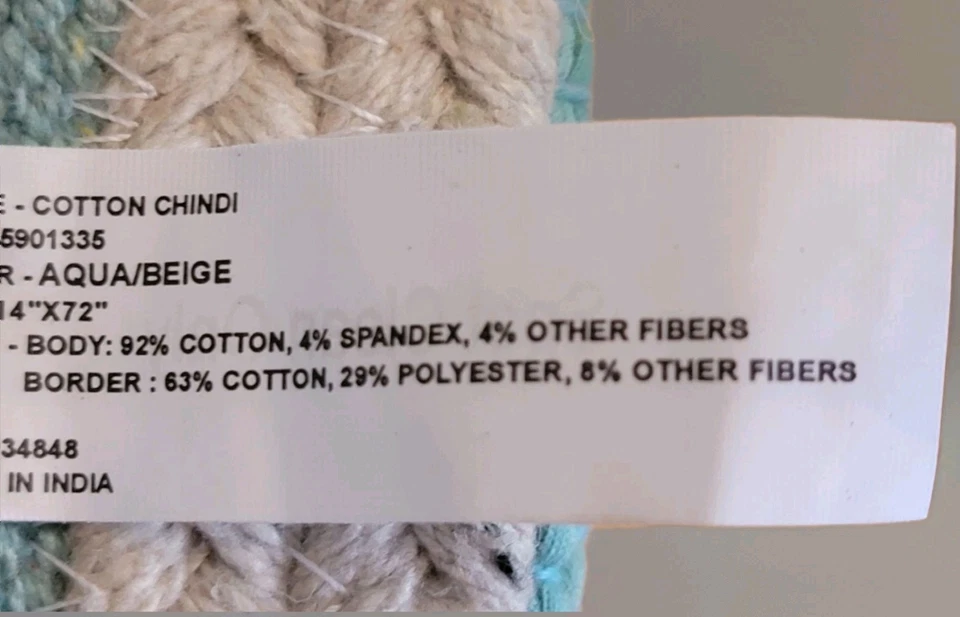 E - COTTON CHINDI
5901335
R - AQUA/BEIGE
14"X72"
- BODY: 92% COTTON, 4% SPANDEX, 4% OTHER FIBERS
BORDER : 63% COTTON, 29% POLYESTER, 8% OTHER FIBERS
34848
IN INDIA